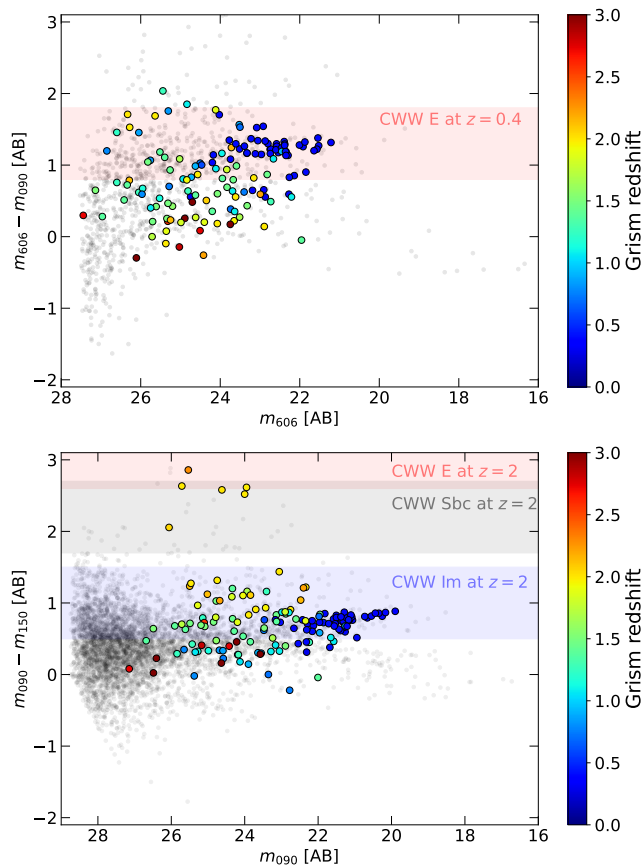 3
2
1
0
−1
−2
m606 − m090 [AB]
CWW E at z = 0.4
28 26 24 22 20 18 16
m606 [AB]
3.0
2.5
2.0
1.5
1.0
0.5
0.0
Grism redshift
3
2
1
0
−1
−2
m090 − m150 [AB]
CWW E at z = 2
CWW Sbc at z = 2
CWW Im at z = 2
28 26 24 22 20 18 16
m090 [AB]
3.0
2.5
2.0
1.5
1.0
0.5
0.0
Grism redshift